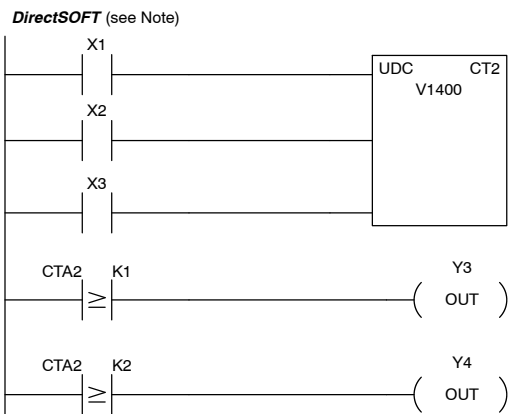 DirectSOFT (see Note)
X1
UDC CT2
V1400
X2
X3
CTA2 K1 Y3
≥ OUT
CTA2 K2 Y4
≥ OUT